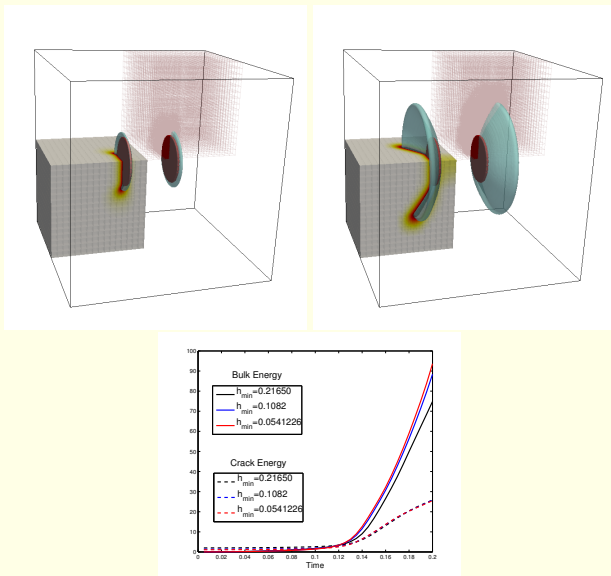 100
90
80
70
60
50
40
30
20
10
0
Bulk Energy
h_min=0.21650
h_min=0.1082
h_min=0.0541226
Crack Energy
h_min=0.21650
h_min=0.1082
h_min=0.0541226
0 0.02 0.04 0.06 0.08 0.1 0.12 0.14 0.16 0.18 0.2
Time